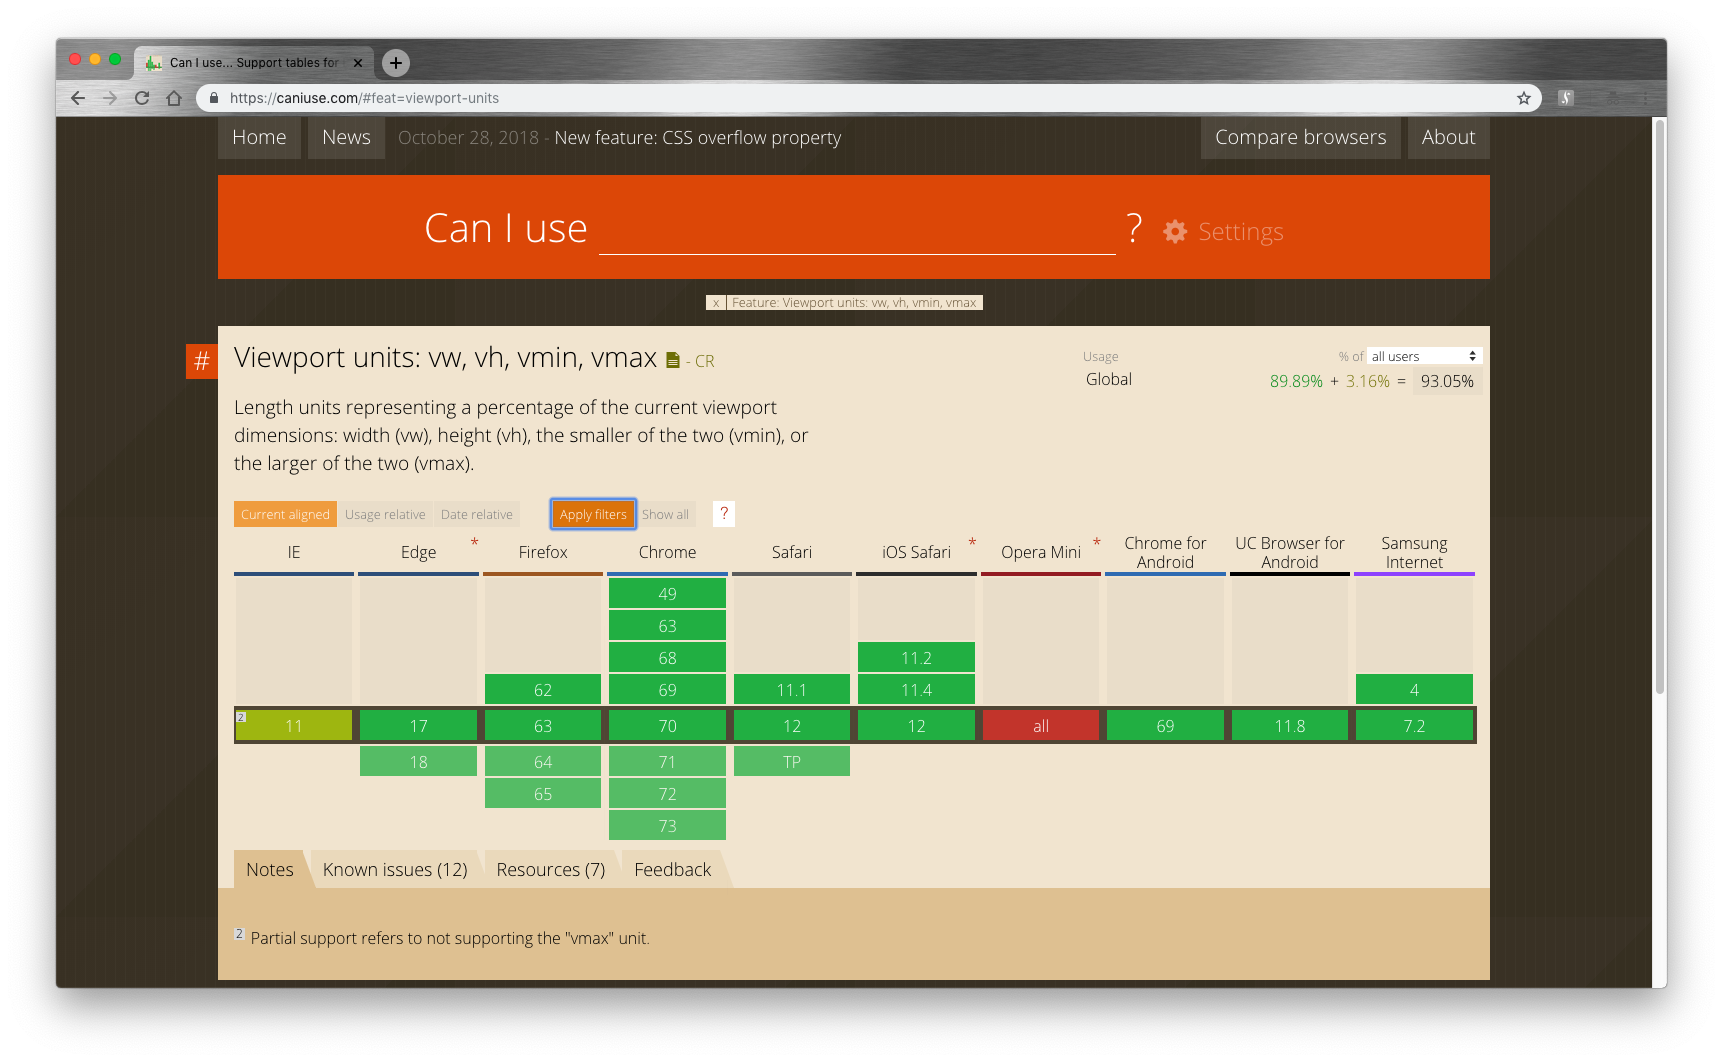 Can I use... Support tables for
https://caniuse.com/#feat=viewport-units
Home News October 28, 2018 - New feature: CSS overflow property Compare browsers About
Can I use ? Settings
x Feature: Viewport units: vw, vh, vmin, vmax
# Viewport units: vw, vh, vmin, vmax - CR
Usage % of all users
Global 89.89% + 3.16% = 93.05%
Length units representing a percentage of the current viewport
dimensions: width (vw), height (vh), the smaller of the two (vmin), or
the larger of the two (vmax).
Current aligned Usage relative Date relative Apply filters Show all ?
IE Edge * Firefox Chrome Safari iOS Safari * Opera Mini * Chrome for Android UC Browser for Android Samsung Internet
49
63
68 11.2
62 69 11.1 11.4 4
2 11 17 63 70 12 12 all 69 11.8 7.2
18 64 71 TP
65 72
73
Notes Known issues (12) Resources (7) Feedback
2 Partial support refers to not supporting the "vmax" unit.